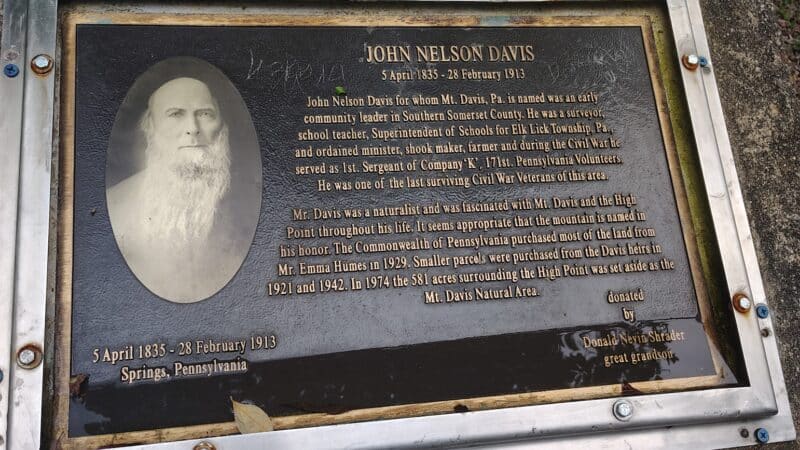 JOHN NELSON DAVIS
5 April 1835 - 28 February 1913
John Nelson Davis for whom Mt. Davis, Pa. is named was an early
community leader in Southern Somerset County. He was a surveyor,
school teacher, Superintendent of Schools for Elk Lick Township, Pa.,
and ordained minister, shook maker, farmer and during the Civil War he
served as 1st. Sergeant of Company 'K', 171st. Pennsylvania Volunteers.
He was one of the last surviving Civil War Veterans of this area.
Mr. Davis was a naturalist and was fascinated with Mt. Davis and the High
Point throughout his life. It seems appropriate that the mountain is named in
his honor. The Commonwealth of Pennsylvania purchased most of the land from
Mr. Emma Humes in 1929. Smaller parcels were purchased from the Davis heirs in
1921 and 1942. In 1974 the 581 acres surrounding the High Point was set aside as the
Mt. Davis Natural Area.
donated
by
Donald Nevin Shrader
great grandson
5 April 1835 - 28 February 1913
Springs, Pennsylvania